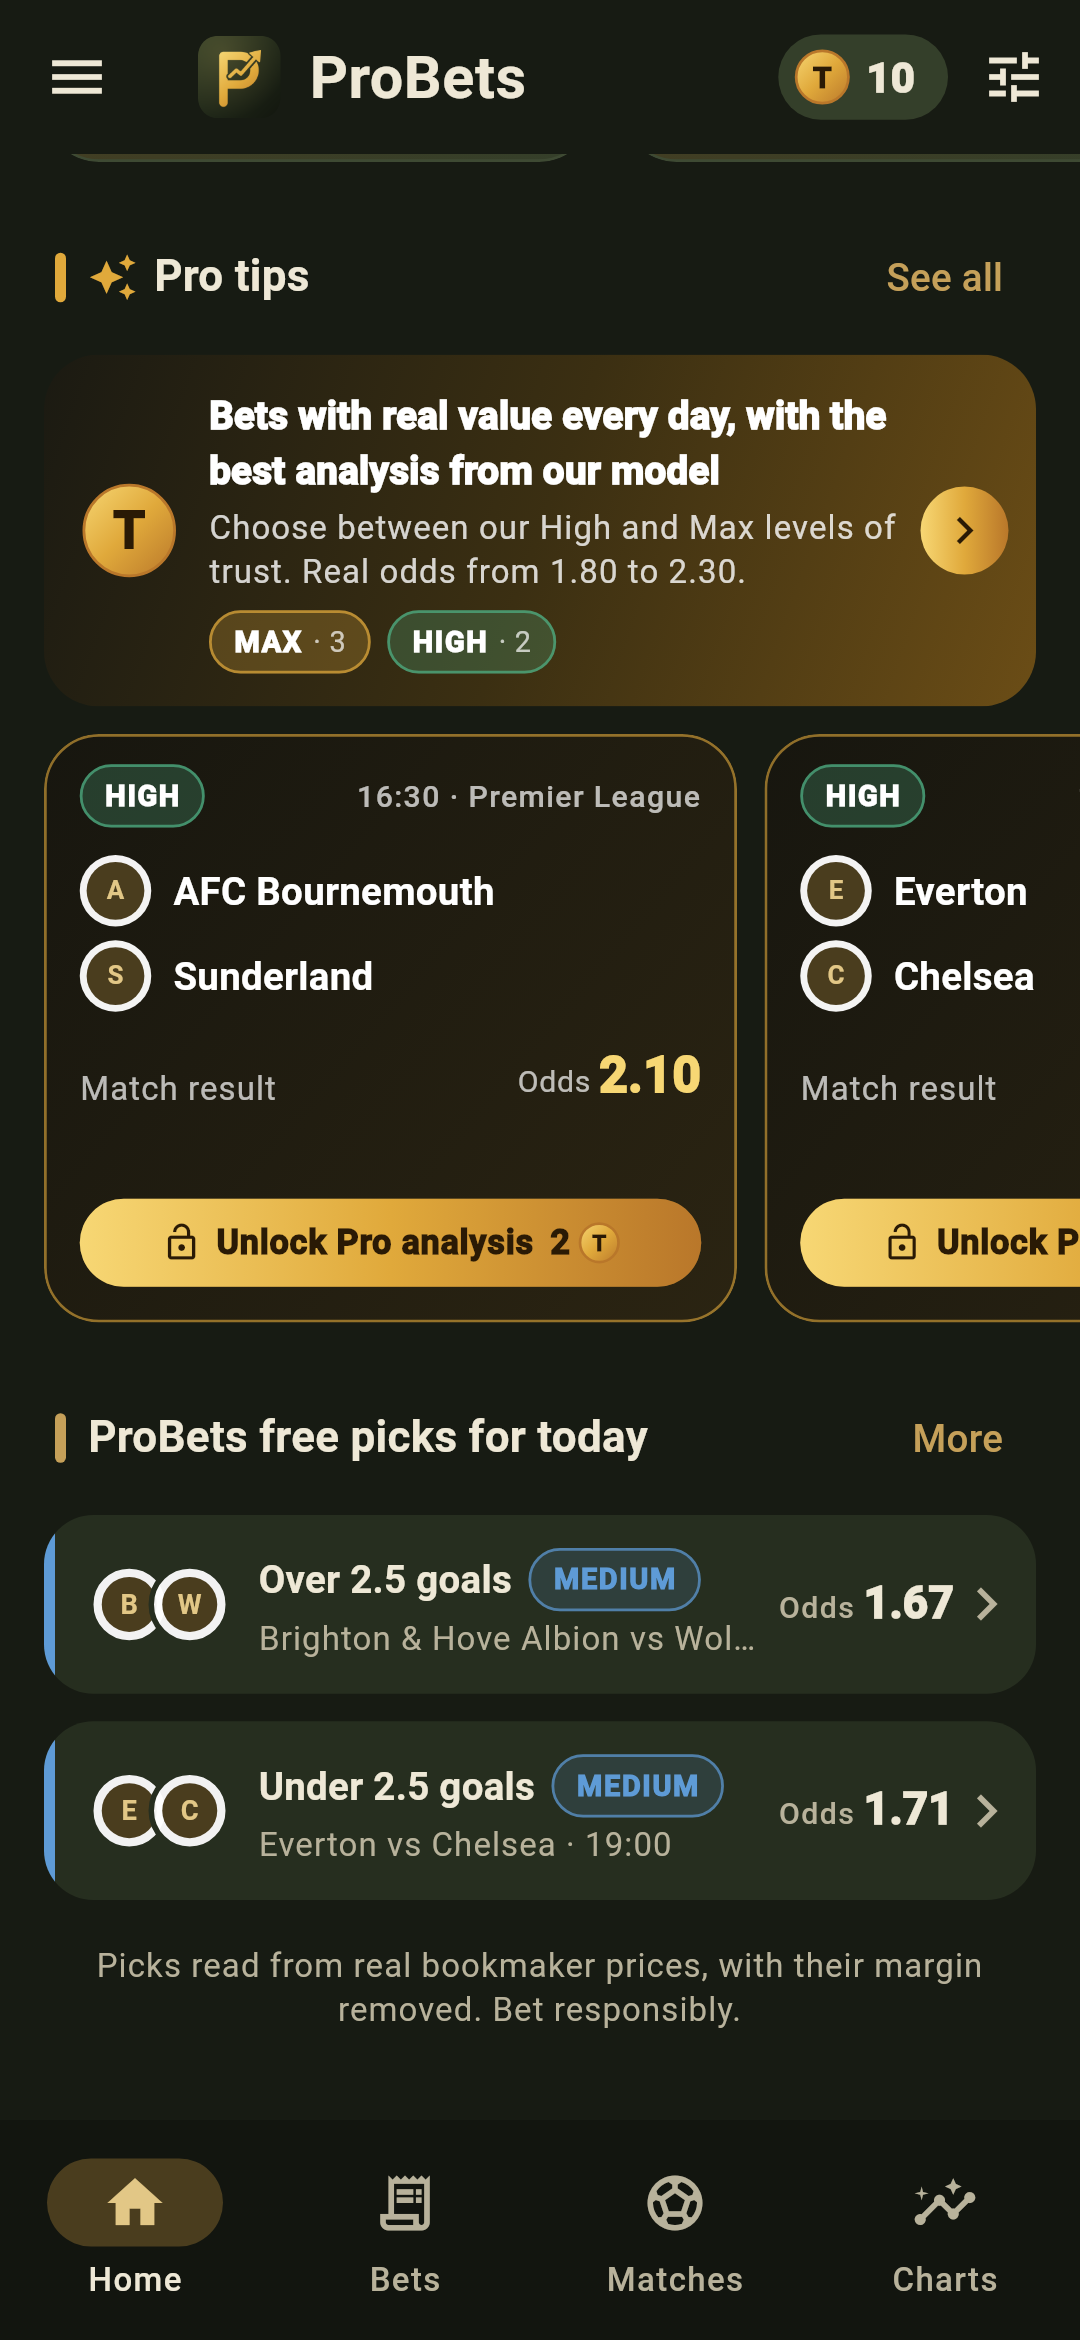 ProBets
T 10
Pro tips
See all
Bets with real value every day, with the
best analysis from our model
T
Choose between our High and Max levels of
trust. Real odds from 1.80 to 2.30.
MAX · 3
HIGH · 2
HIGH
16:30 · Premier League
A AFC Bournemouth
S Sunderland
Match result
Odds 2.10
Unlock Pro analysis 2 T
HIGH
E Everton
C Chelsea
Match result
Unlock P
ProBets free picks for today
More
B W
Over 2.5 goals MEDIUM
Brighton & Hove Albion vs Wol...
Odds 1.67
E C
Under 2.5 goals MEDIUM
Everton vs Chelsea · 19:00
Odds 1.71
Picks read from real bookmaker prices, with their margin
removed. Bet responsibly.
Home
Bets
Matches
Charts